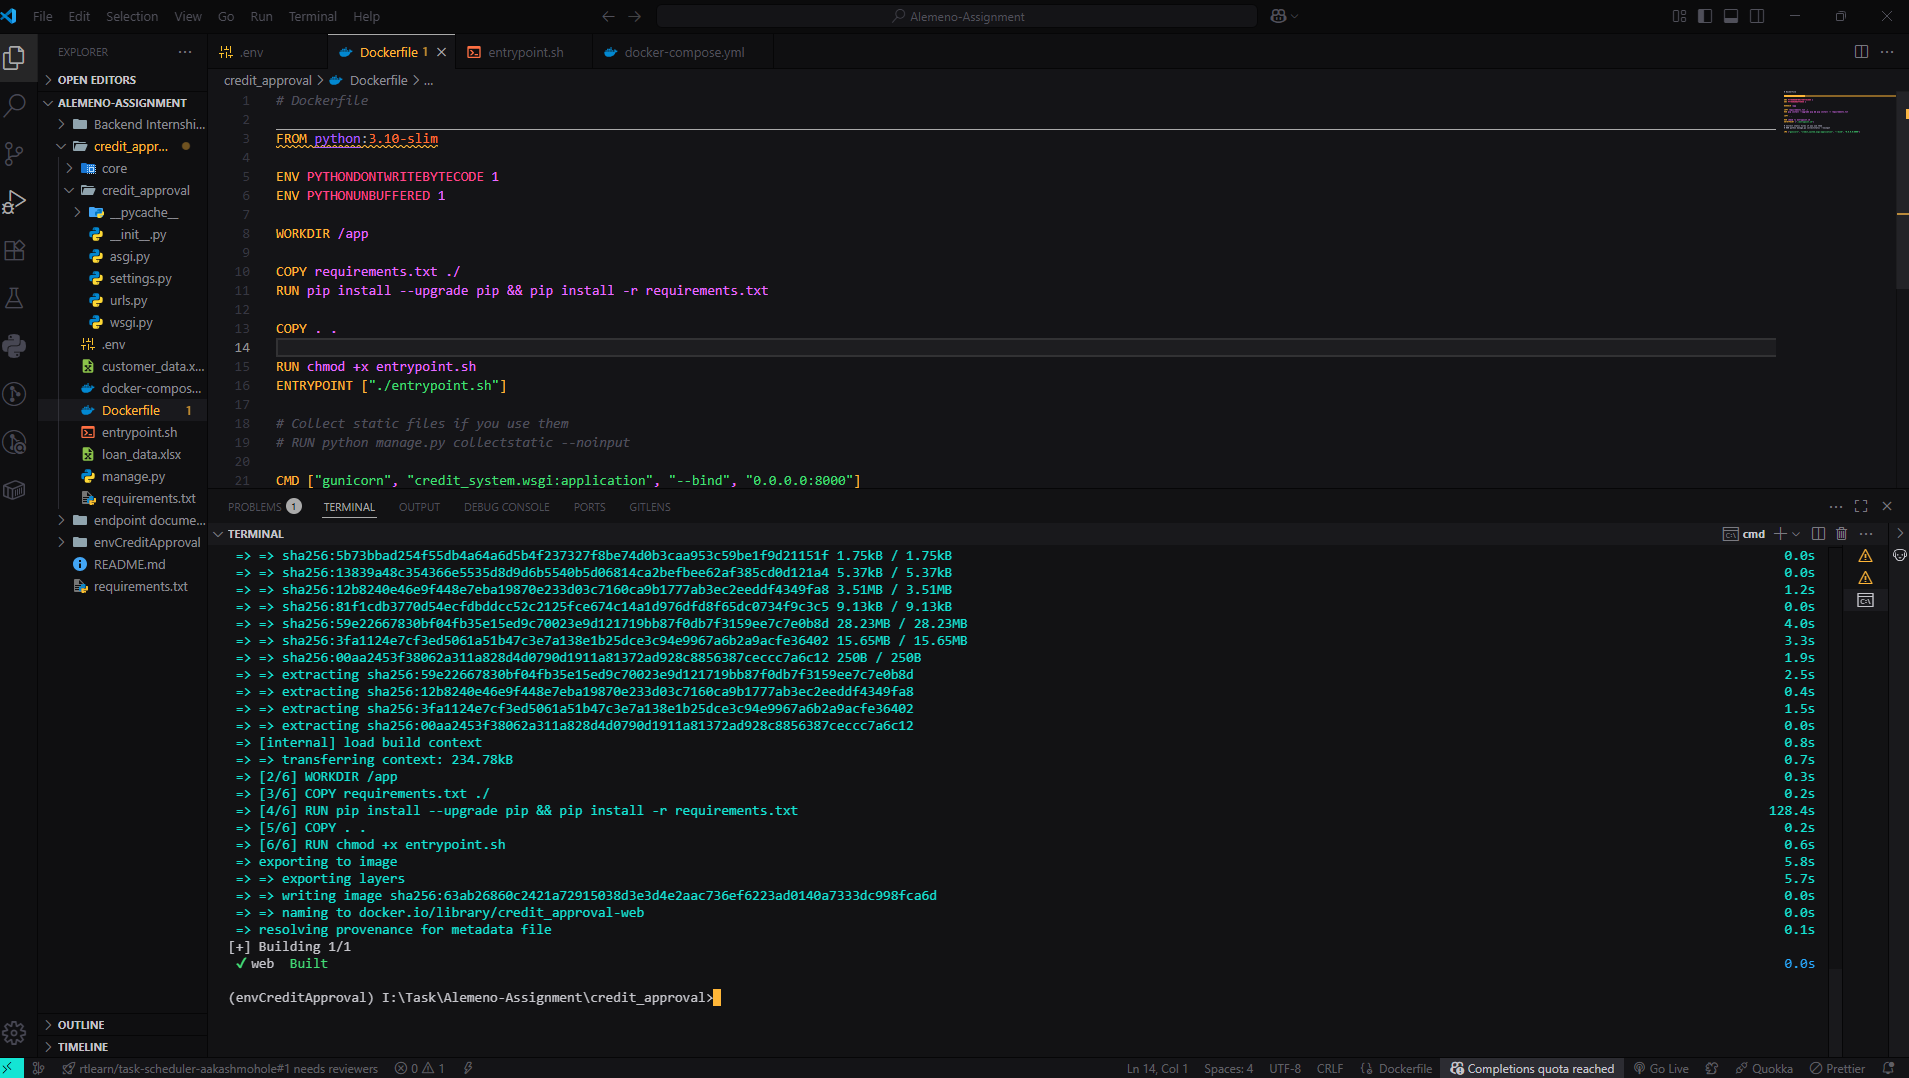 File Edit Selection View Go Run Terminal Help
Alemeno-Assignment
EXPLORER
OPEN EDITORS
ALEMENO-ASSIGNMENT
Backend Internshi...
credit_appr...
core
credit_approval
__pycache__
__init__.py
asgi.py
settings.py
urls.py
wsgi.py
.env
customer_data.x...
docker-compos...
Dockerfile 1
entrypoint.sh
loan_data.xlsx
manage.py
requirements.txt
endpoint docume...
envCreditApproval
README.md
requirements.txt
OUTLINE
TIMELINE
.env Dockerfile 1 entrypoint.sh docker-compose.yml
credit_approval > Dockerfile > ...
1 # Dockerfile
2
3 FROM python:3.10-slim
4
5 ENV PYTHONDONTWRITEBYTECODE 1
6 ENV PYTHONUNBUFFERED 1
7
8 WORKDIR /app
9
10 COPY requirements.txt ./
11 RUN pip install --upgrade pip && pip install -r requirements.txt
12
13 COPY . .
14
15 RUN chmod +x entrypoint.sh
16 ENTRYPOINT ["./entrypoint.sh"]
17
18 # Collect static files if you use them
19 # RUN python manage.py collectstatic --noinput
20
21 CMD ["gunicorn", "credit_system.wsgi:application", "--bind", "0.0.0.0:8000"]
PROBLEMS 1 TERMINAL OUTPUT DEBUG CONSOLE PORTS GITLENS
TERMINAL cmd
=> => sha256:5b73bbad254f55db4a64a6d5b4f237327f8be74d0b3caa953c59be1f9d21151f 1.75kB / 1.75kB 0.0s
=> => sha256:13839a48c354366e5535d8d9d6b5540b5d06814ca2befbee62af385cd0d121a4 5.37kB / 5.37kB 0.0s
=> => sha256:12b8240e46e9f448e7eba19870e233d03c7160ca9b1777ab3ec2eeddf4349fa8 3.51MB / 3.51MB 1.2s
=> => sha256:81f1cdb3770d54ecfdbddcc52c2125fce674c14a1d976dfd8f65dc0734f9c3c5 9.13kB / 9.13kB 0.0s
=> => sha256:59e22667830bf04fb35e15ed9c70023e9d121719bb87f0db7f3159ee7c7e0b8d 28.23MB / 28.23MB 4.0s
=> => sha256:3fa1124e7cf3ed5061a51b47c3e7a138e1b25dce3c94e9967a6b2a9acfe36402 15.65MB / 15.65MB 3.3s
=> => sha256:00aa2453f38062a311a828d4d0790d1911a81372ad928c8856387ceccc7a6c12 250B / 250B 1.9s
=> => extracting sha256:59e22667830bf04fb35e15ed9c70023e9d121719bb87f0db7f3159ee7c7e0b8d 2.5s
=> => extracting sha256:12b8240e46e9f448e7eba19870e233d03c7160ca9b1777ab3ec2eeddf4349fa8 0.4s
=> => extracting sha256:3fa1124e7cf3ed5061a51b47c3e7a138e1b25dce3c94e9967a6b2a9acfe36402 1.5s
=> => extracting sha256:00aa2453f38062a311a828d4d0790d1911a81372ad928c8856387ceccc7a6c12 0.0s
=> [internal] load build context 0.8s
=> => transferring context: 234.78kB 0.7s
=> [2/6] WORKDIR /app 0.3s
=> [3/6] COPY requirements.txt ./ 0.2s
=> [4/6] RUN pip install --upgrade pip && pip install -r requirements.txt 128.4s
=> [5/6] COPY . . 0.2s
=> [6/6] RUN chmod +x entrypoint.sh 0.6s
=> exporting to image 5.8s
=> => exporting layers 5.7s
=> => writing image sha256:63ab26860c2421a72915038d3e3d4e2aac736ef6223ad0140a7333dc998fca6d 0.0s
=> => naming to docker.io/library/credit_approval-web 0.0s
=> resolving provenance for metadata file 0.1s
[+] Building 1/1
✓ web Built 0.0s
(envCreditApproval) I:\Task\Alemeno-Assignment\credit_approval>
rtlearn/task-scheduler-aakashmohole#1 needs reviewers 0 1 Ln 14, Col 1 Spaces: 4 UTF-8 CRLF Dockerfile Completions quota reached Go Live Quokka Prettier